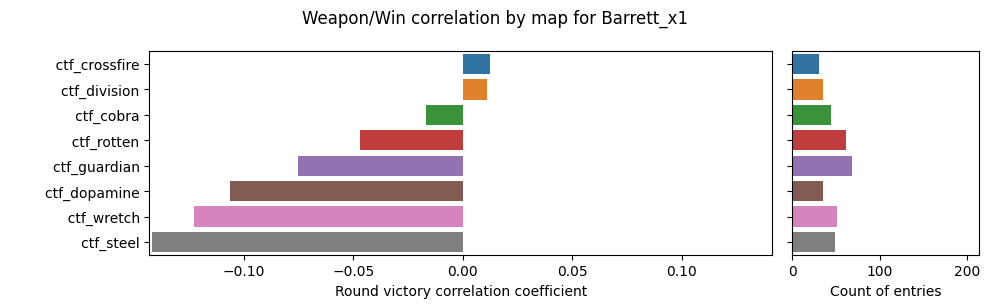 Weapon/Win correlation by map for Barrett_x1
ctf_crossfire
ctf_division
ctf_cobra
ctf_rotten
ctf_guardian
ctf_dopamine
ctf_wretch
ctf_steel
−0.10 −0.05 0.00 0.05 0.10
Round victory correlation coefficient
0 100 200
Count of entries